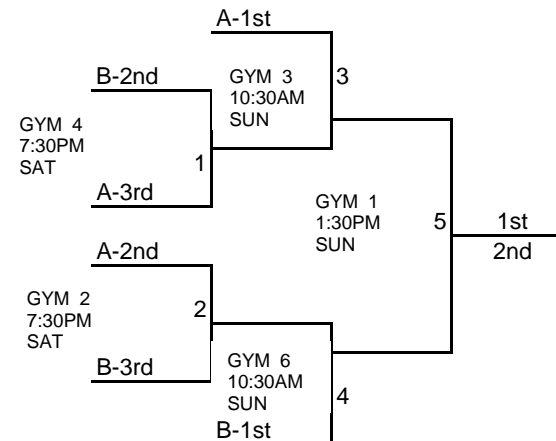 A-1st
B-2nd
GYM 3
10:30AM
SUN
3
GYM 4
7:30PM
SAT
1
A-3rd
GYM 1
1:30PM
SUN
5
1st
2nd
A-2nd
GYM 2
7:30PM
SAT
2
B-3rd
GYM 6
10:30AM
SUN
4
B-1st